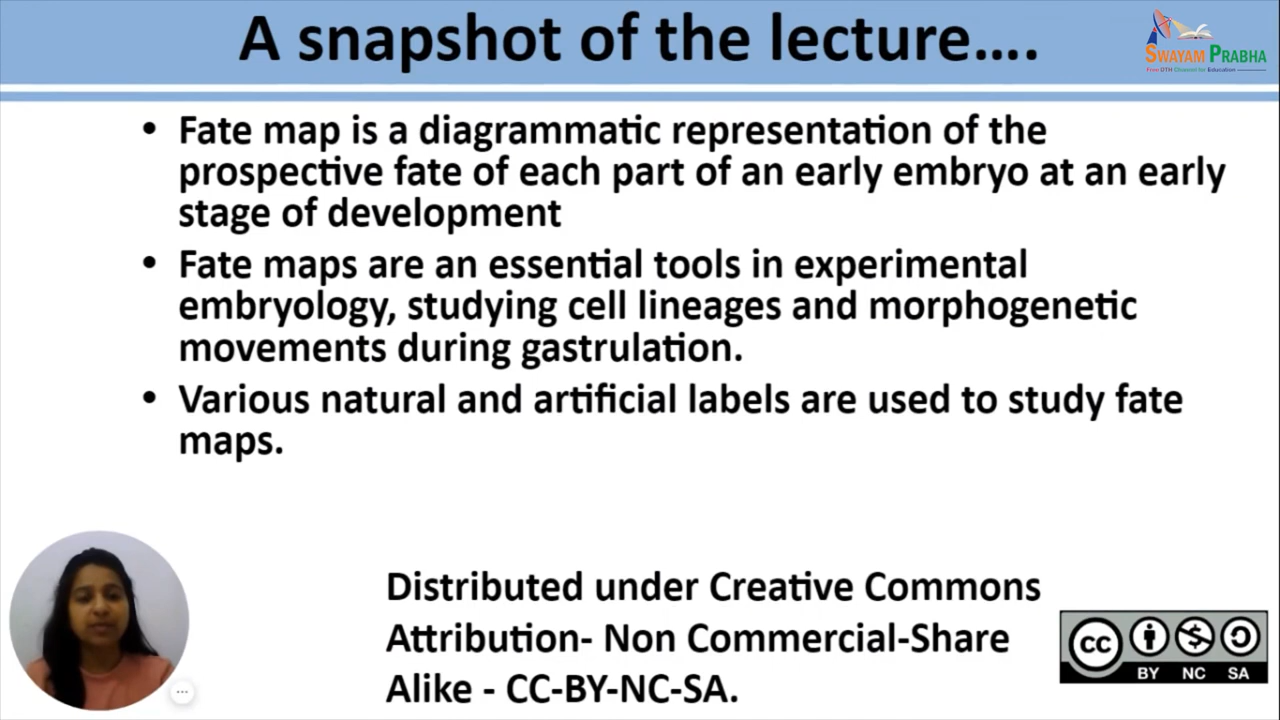 A snapshot of the lecture….
SWAYAM PRABHA
Free DTH Channel for Education
• Fate map is a diagrammatic representation of the
prospective fate of each part of an early embryo at an early
stage of development
• Fate maps are an essential tools in experimental
embryology, studying cell lineages and morphogenetic
movements during gastrulation.
• Various natural and artificial labels are used to study fate
maps.
Distributed under Creative Commons
Attribution- Non Commercial-Share
Alike - CC-BY-NC-SA.
cc
BY NC SA